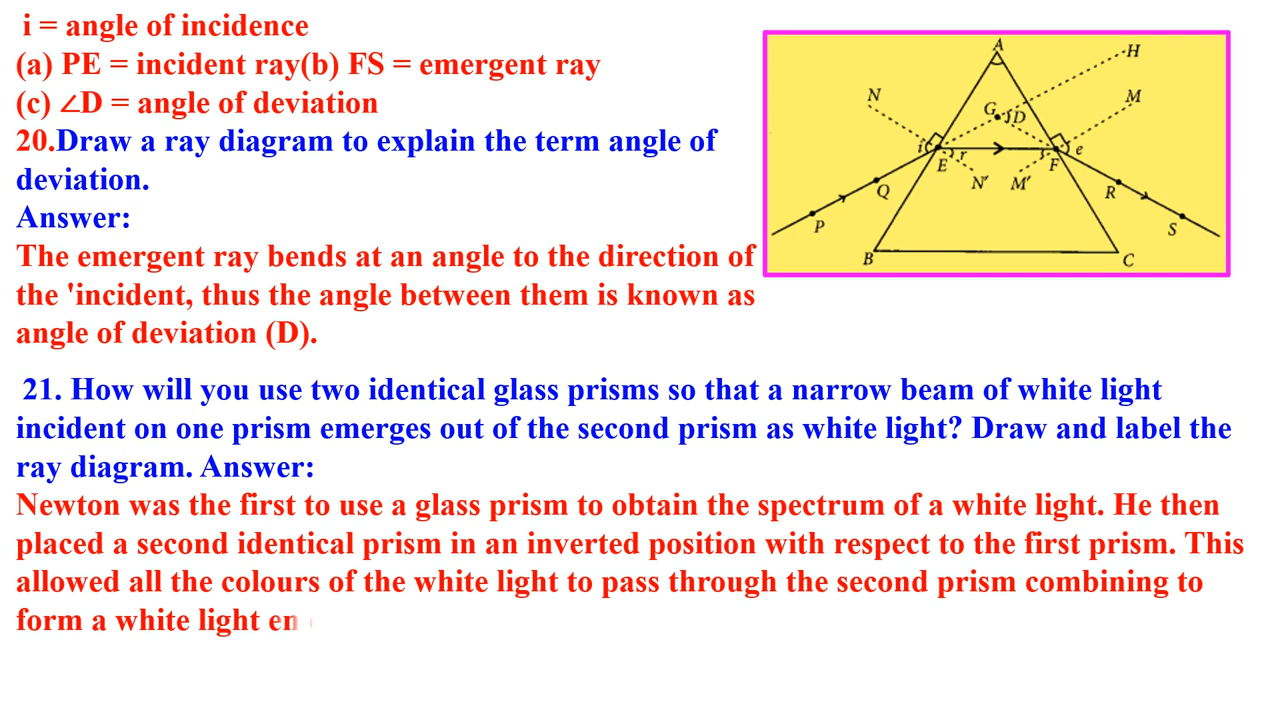 i = angle of incidence
(a) PE = incident ray(b) FS = emergent ray
(c) ∠D = angle of deviation
20.Draw a ray diagram to explain the term angle of
deviation.
Answer:
The emergent ray bends at an angle to the direction of
the 'incident, thus the angle between them is known as
angle of deviation (D).
A
H
N
M
G
D
i
r
e
E
F
N'
M'
Q
R
P
S
B
C
21. How will you use two identical glass prisms so that a narrow beam of white light
incident on one prism emerges out of the second prism as white light? Draw and label the
ray diagram. Answer:
Newton was the first to use a glass prism to obtain the spectrum of a white light. He then
placed a second identical prism in an inverted position with respect to the first prism. This
allowed all the colours of the white light to pass through the second prism combining to
form a white light